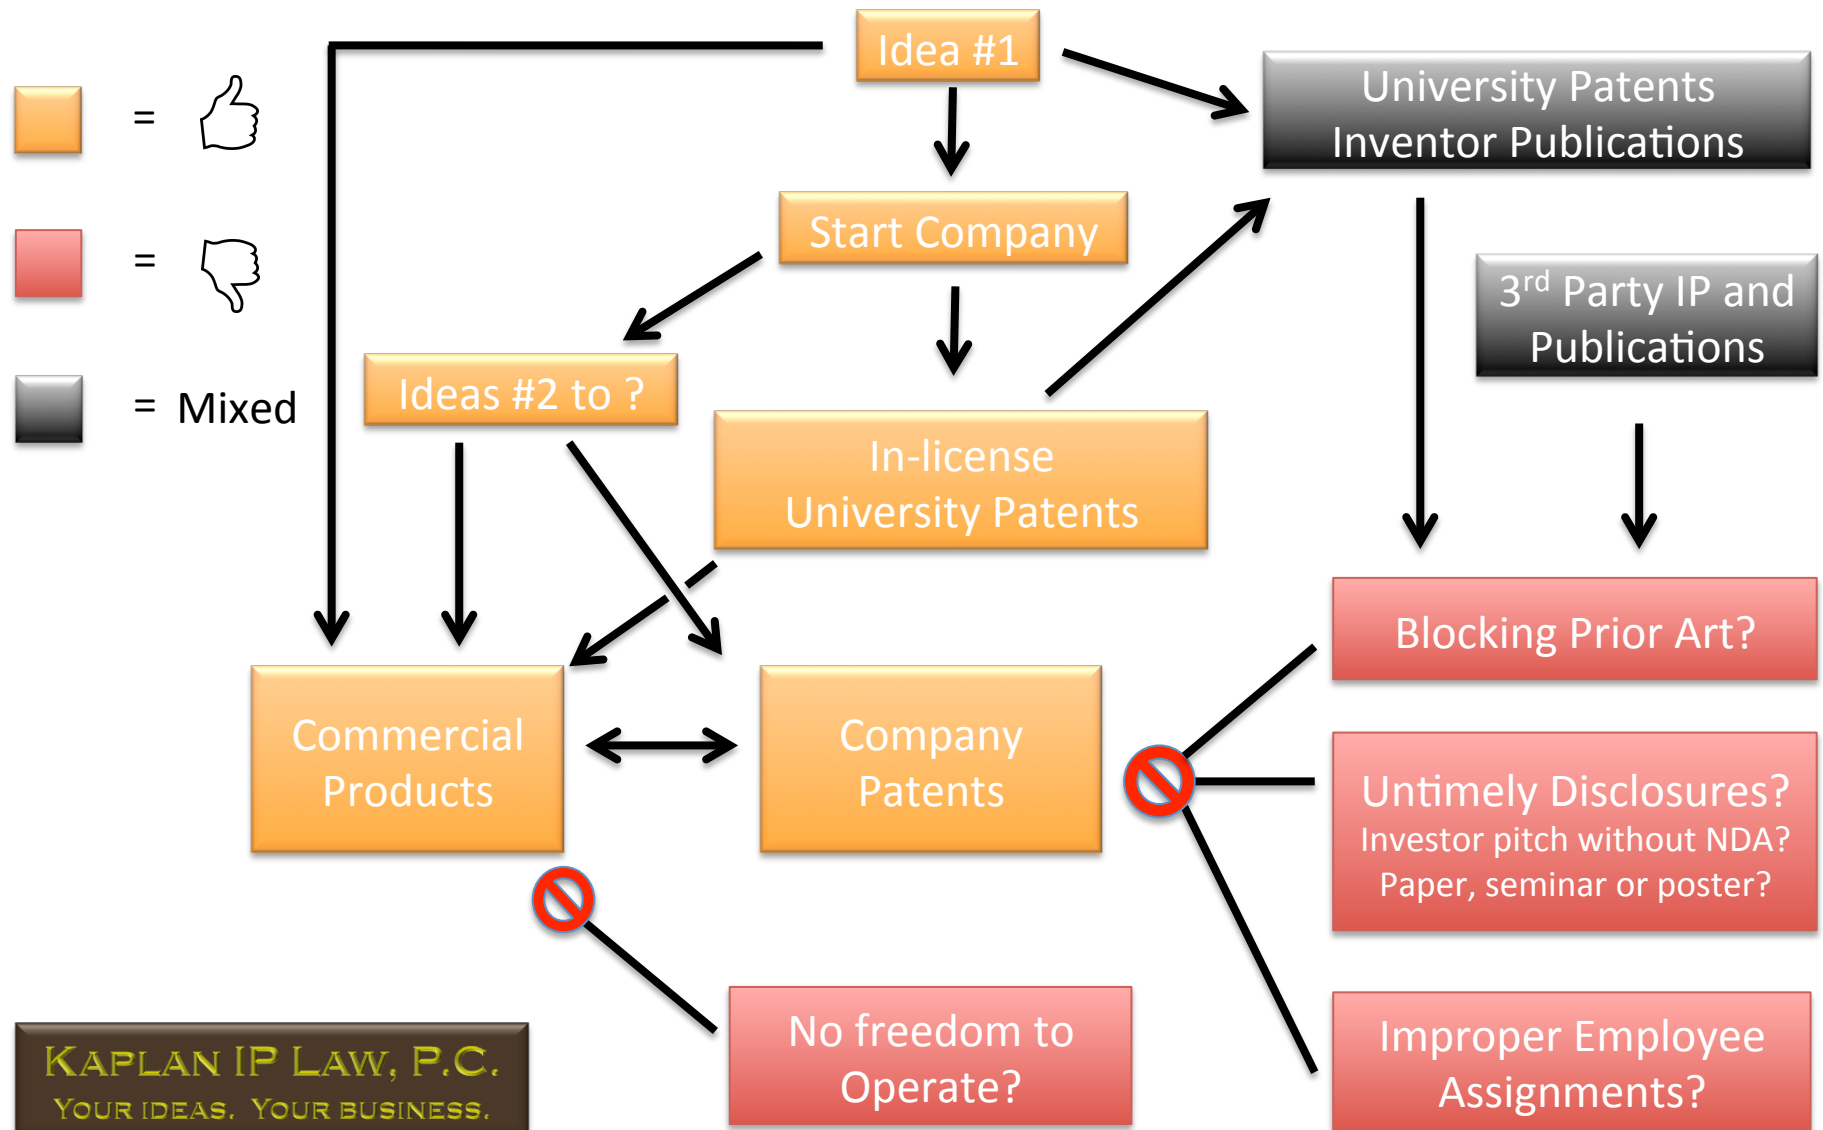 Idea #1
University Patents
Inventor Publications
=
Start Company
=
3rd Party IP and
Publications
Ideas #2 to ?
= Mixed
In-license
University Patents
Blocking Prior Art?
Commercial
Products
Company
Patents
Untimely Disclosures?
Investor pitch without NDA?
Paper, seminar or poster?
No freedom to
Operate?
Improper Employee
Assignments?
KAPLAN IP LAW, P.C.
YOUR IDEAS. YOUR BUSINESS.